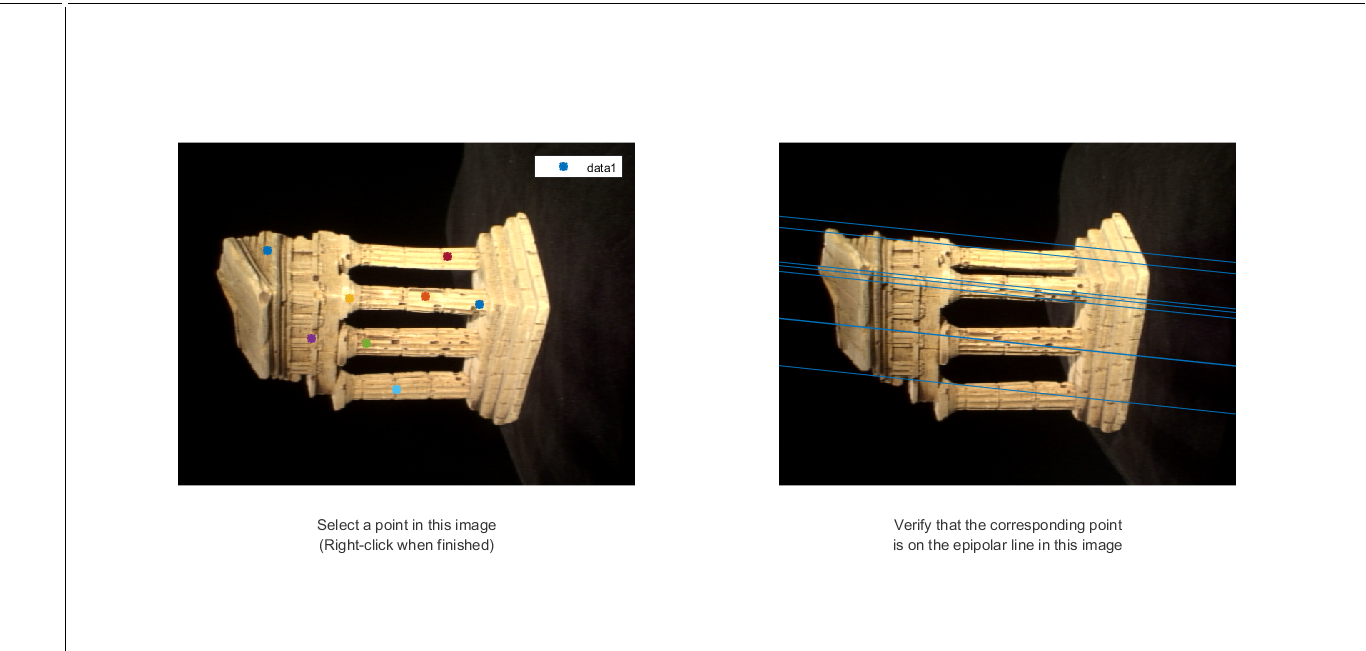 data1
Select a point in this image
(Right-click when finished)
Verify that the corresponding point
is on the epipolar line in this image